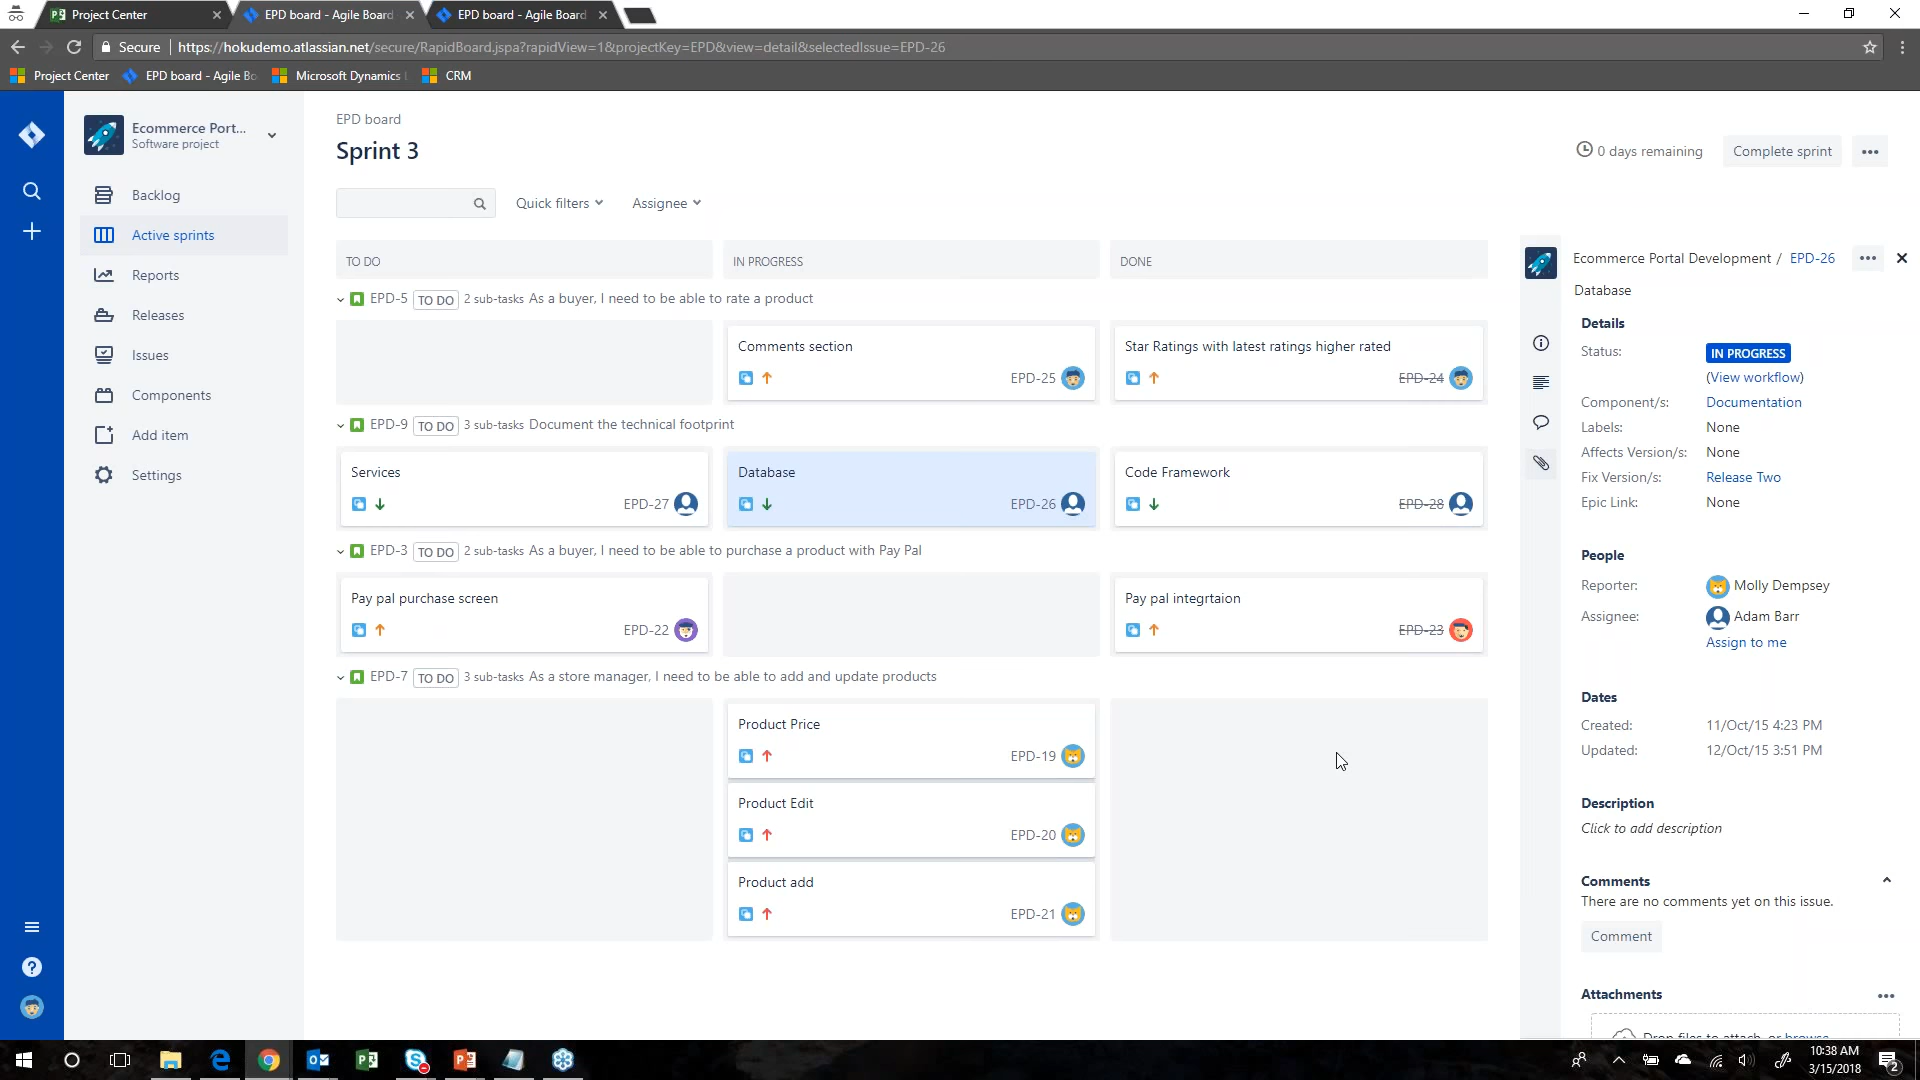 Project Center
EPD board - Agile Board
EPD board - Agile Board
Secure
https://hokudemo.atlassian.net/secure/RapidBoard.jspa?rapidView=1&projectKey=EPD&view=detail&selectedIssue=EPD-26
Project Center
EPD board - Agile Bo
Microsoft Dynamics
CRM
Ecommerce Port...
Software project
Backlog
Active sprints
Reports
Releases
Issues
Components
Add item
Settings
EPD board
Sprint 3
0 days remaining
Complete sprint
Quick filters
Assignee
TO DO
IN PROGRESS
DONE
EPD-5 TO DO 2 sub-tasks As a buyer, I need to be able to rate a product
Comments section
EPD-25
Star Ratings with latest ratings higher rated
EPD-24
EPD-9 TO DO 3 sub-tasks Document the technical footprint
Services
EPD-27
Database
EPD-26
Code Framework
EPD-28
EPD-3 TO DO 2 sub-tasks As a buyer, I need to be able to purchase a product with Pay Pal
Pay pal purchase screen
EPD-22
Pay pal integrtaion
EPD-23
EPD-7 TO DO 3 sub-tasks As a store manager, I need to be able to add and update products
Product Price
EPD-19
Product Edit
EPD-20
Product add
EPD-21
Ecommerce Portal Development / EPD-26
Database
Details
Status:
IN PROGRESS
(View workflow)
Component/s: Documentation
Labels: None
Affects Version/s: None
Fix Version/s: Release Two
Epic Link: None
People
Reporter: Molly Dempsey
Assignee: Adam Barr
Assign to me
Dates
Created: 11/Oct/15 4:23 PM
Updated: 12/Oct/15 3:51 PM
Description
Click to add description
Comments
There are no comments yet on this issue.
Comment
Attachments
Drop files to attach, or browse
10:38 AM
3/15/2018
2